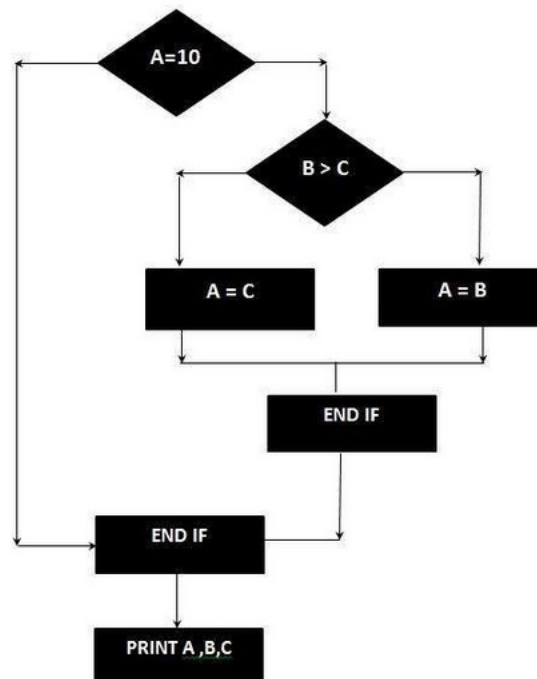 A=10
B > C
A = C
A = B
END IF
END IF
PRINT A ,B,C